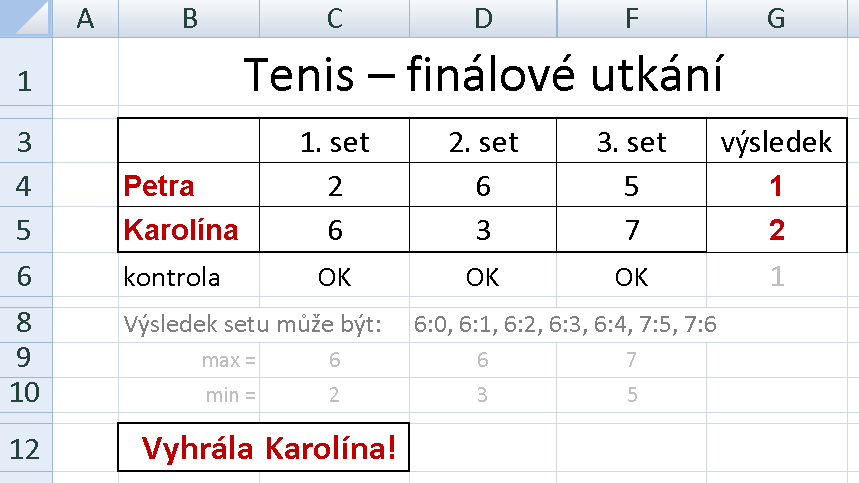 A B C D F G
1 Tenis – finálové utkání
3 1. set 2. set 3. set výsledek
4 Petra 2 6 5 1
5 Karolína 6 3 7 2
6 kontrola OK OK OK 1
8 Výsledek setu může být: 6:0, 6:1, 6:2, 6:3, 6:4, 7:5, 7:6
9 max = 6 6 7
10 min = 2 3 5
12 Vyhrála Karolína!